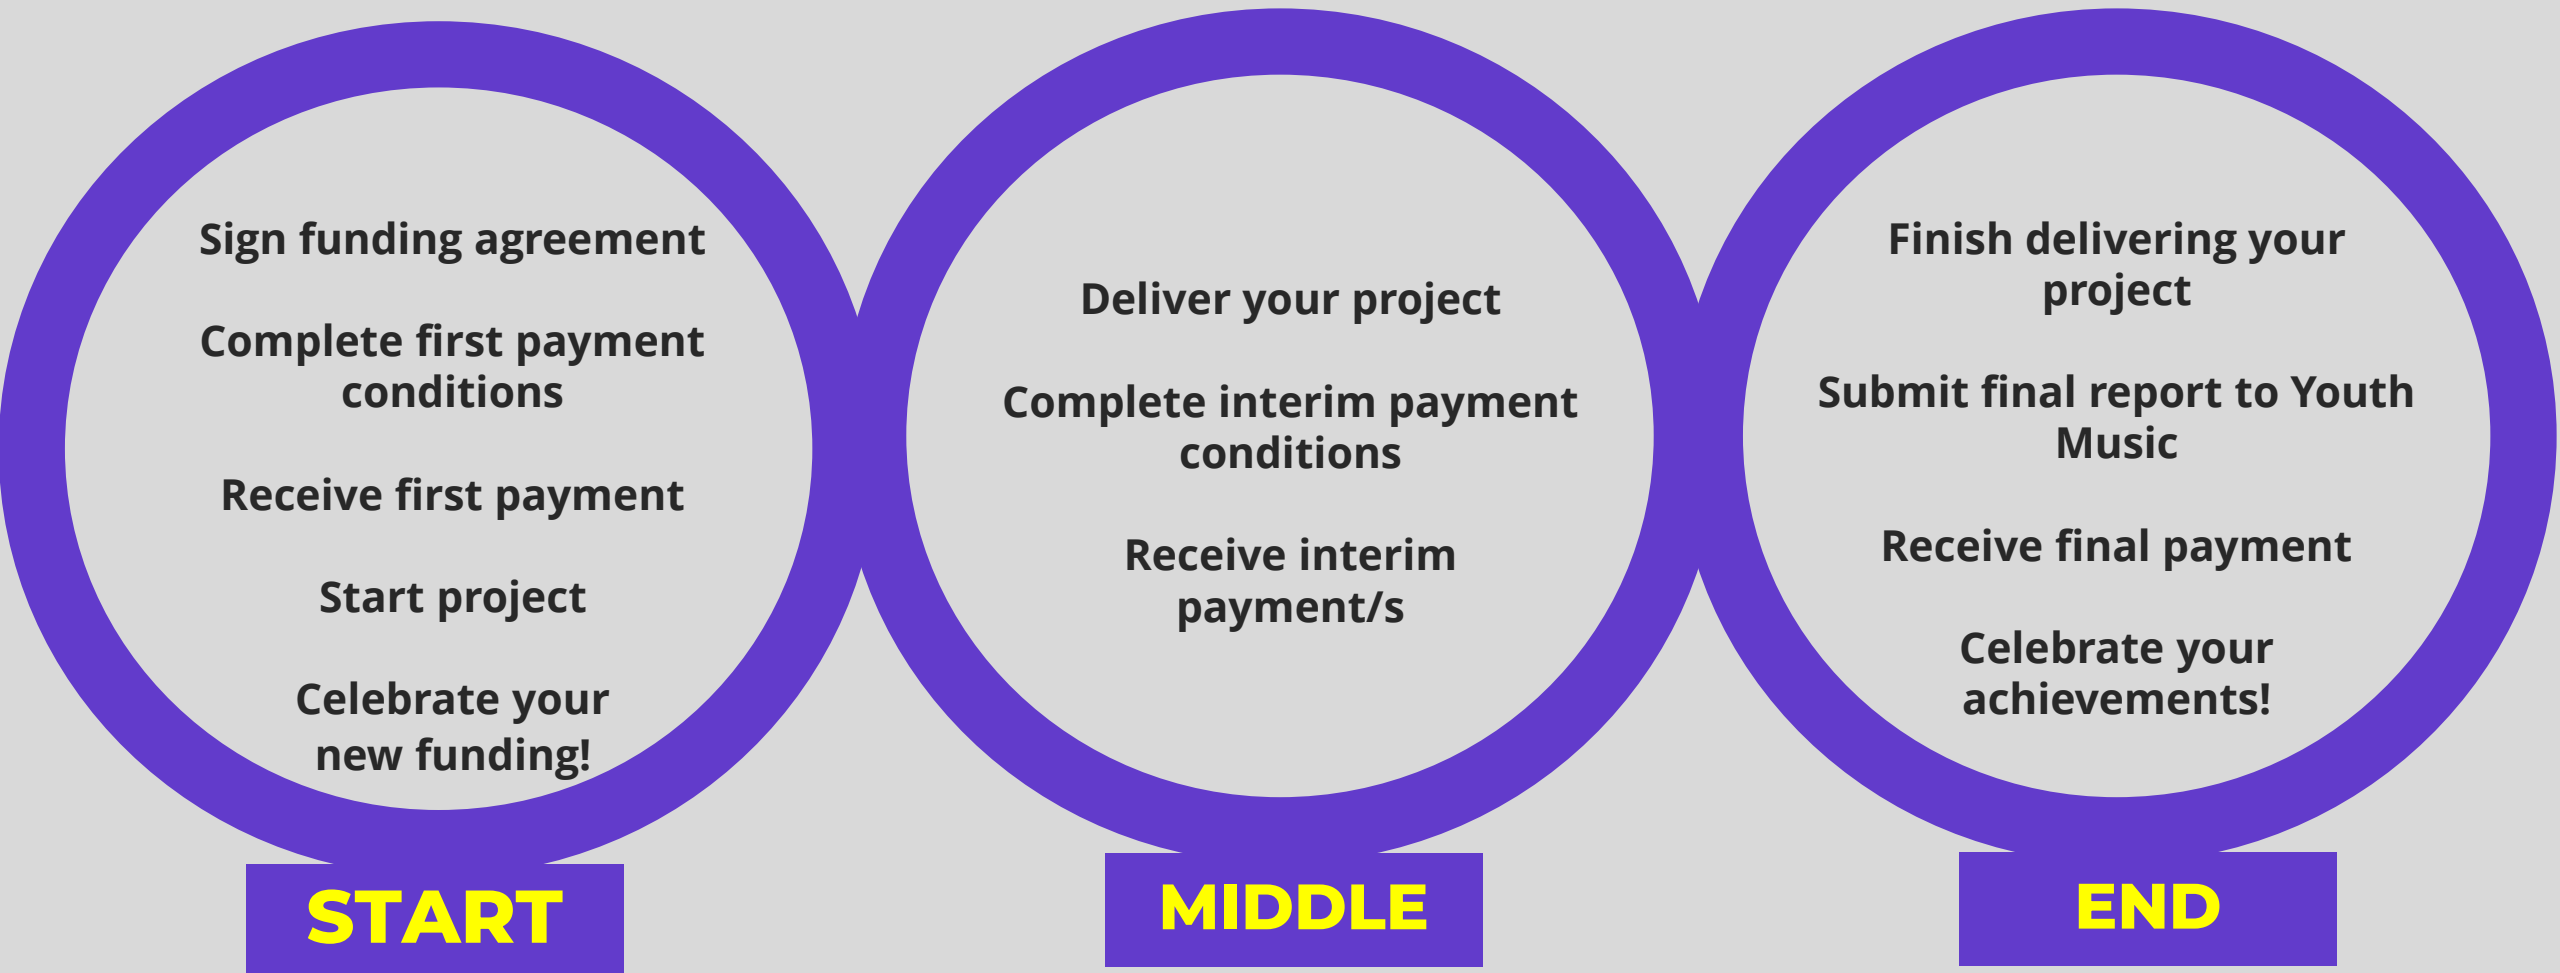 Sign funding agreement
Complete first payment
conditions
Receive first payment
Start project
Celebrate your
new funding!
START
Deliver your project
Complete interim payment
conditions
Receive interim
payment/s
MIDDLE
Finish delivering your
project
Submit final report to Youth
Music
Receive final payment
Celebrate your
achievements!
END